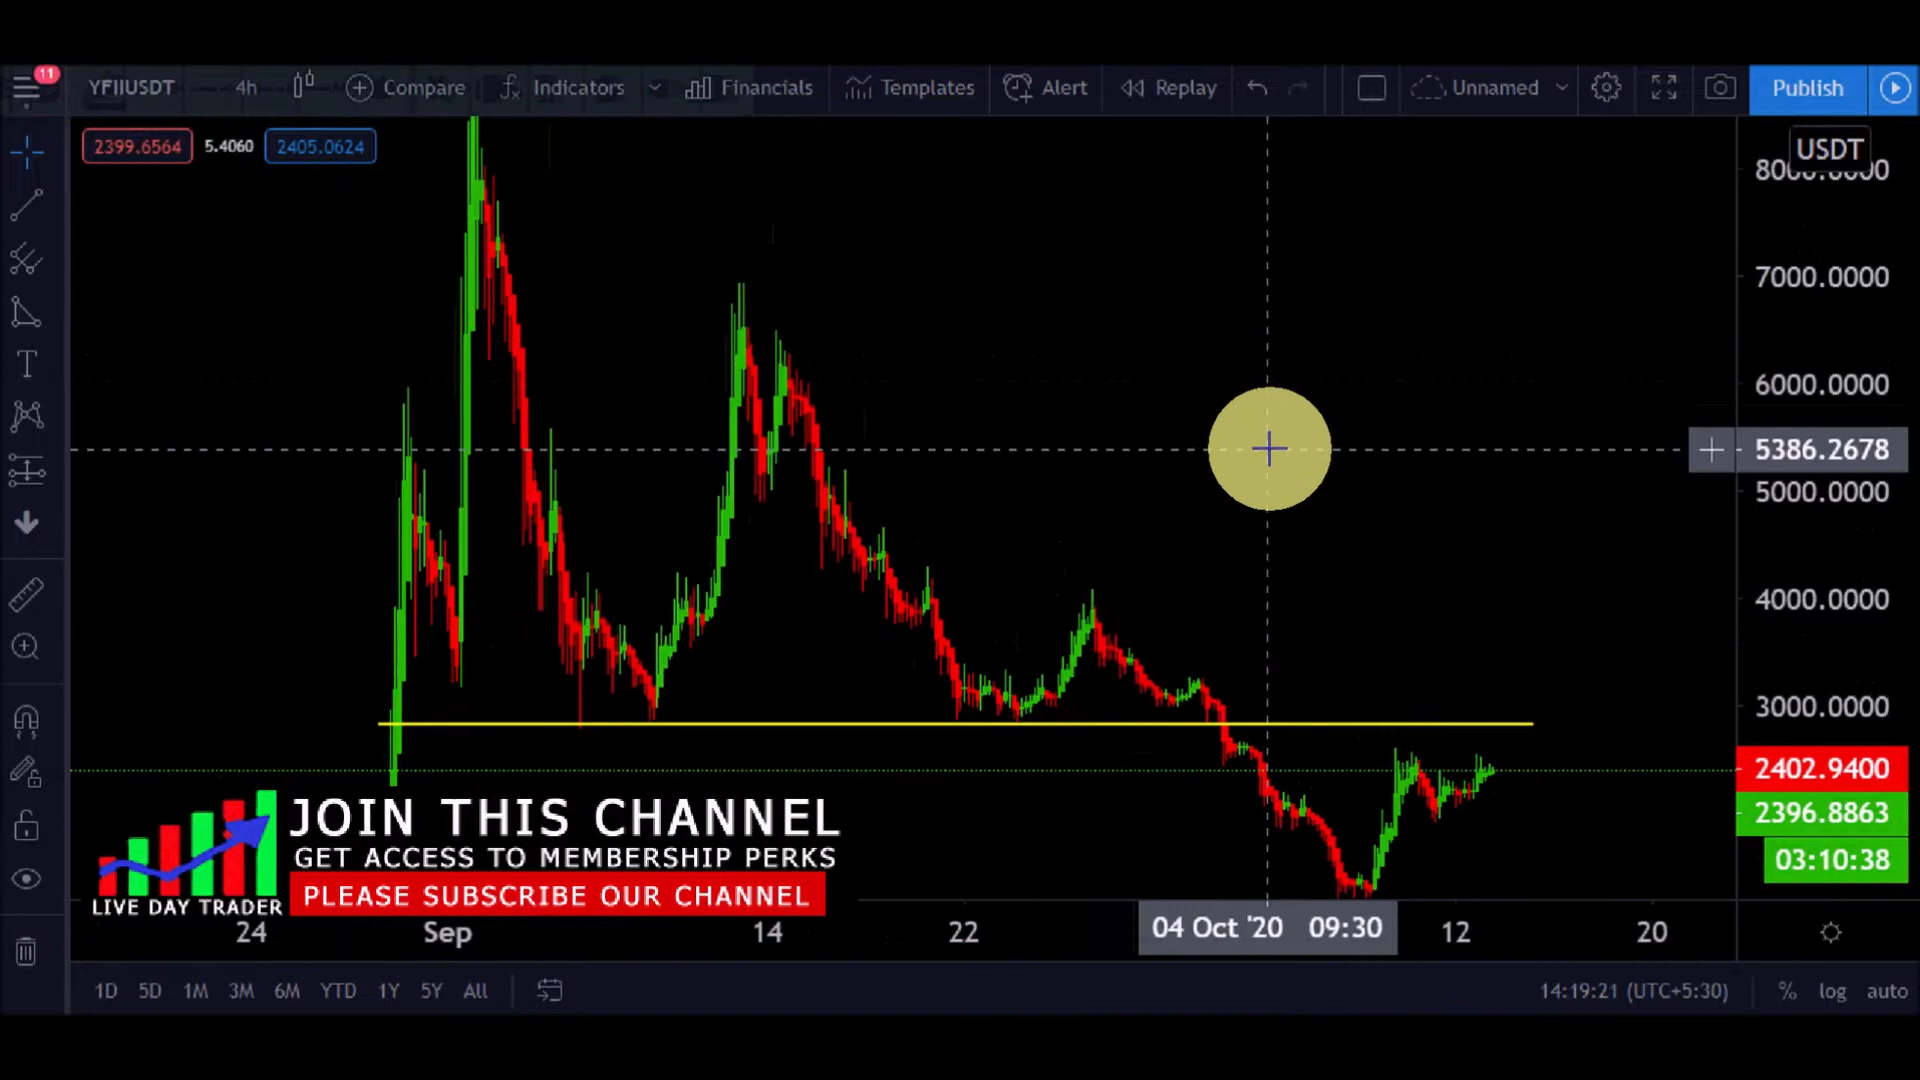 11
YFIIUSDT 4h Compare Indicators Financials Templates Alert Replay Unnamed Publish
2399.6564 5.4060 2405.0624
USDT
8000.0000
7000.0000
6000.0000
5386.2678
5000.0000
4000.0000
3000.0000
2402.9400
2396.8863
03:10:38
JOIN THIS CHANNEL
GET ACCESS TO MEMBERSHIP PERKS
PLEASE SUBSCRIBE OUR CHANNEL
LIVE DAY TRADER
24 Sep 14 22 04 Oct '20 09:30 12 20
1D 5D 1M 3M 6M YTD 1Y 5Y All 14:19:21 (UTC+5:30) % log auto